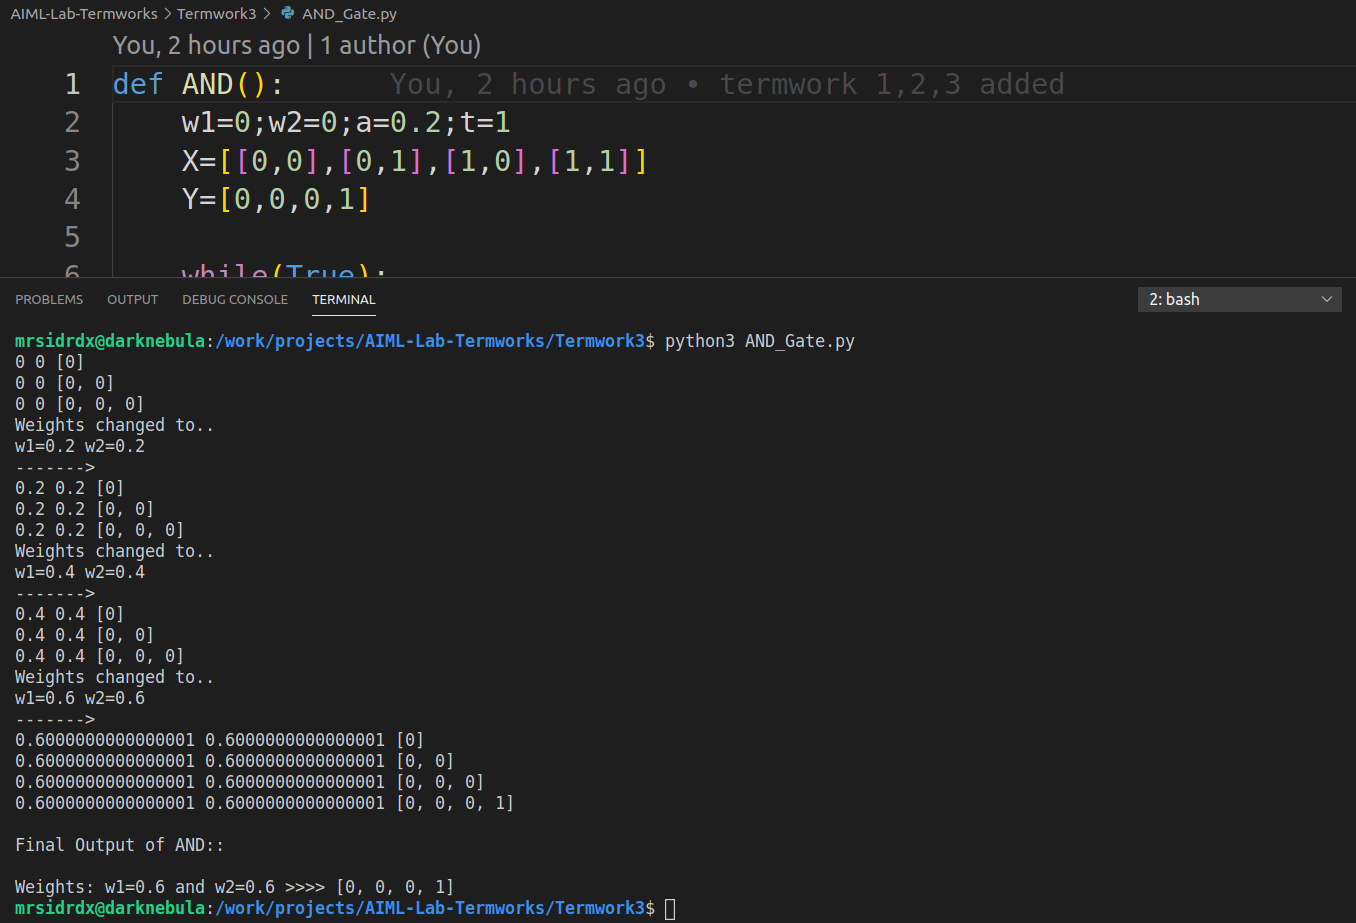 AIML-Lab-Termworks > Termwork3 > AND_Gate.py
You, 2 hours ago | 1 author (You)
1 def AND(): You, 2 hours ago • termwork 1,2,3 added
2 w1=0;w2=0;a=0.2;t=1
3 X=[[0,0],[0,1],[1,0],[1,1]]
4 Y=[0,0,0,1]
5
6 while(True):
PROBLEMS OUTPUT DEBUG CONSOLE TERMINAL 2: bash
mrsidrdx@darknebula:/work/projects/AIML-Lab-Termworks/Termwork3$ python3 AND_Gate.py
0 0 [0]
0 0 [0, 0]
0 0 [0, 0, 0]
Weights changed to..
w1=0.2 w2=0.2
------->
0.2 0.2 [0]
0.2 0.2 [0, 0]
0.2 0.2 [0, 0, 0]
Weights changed to..
w1=0.4 w2=0.4
------->
0.4 0.4 [0]
0.4 0.4 [0, 0]
0.4 0.4 [0, 0, 0]
Weights changed to..
w1=0.6 w2=0.6
------->
0.6000000000000001 0.6000000000000001 [0]
0.6000000000000001 0.6000000000000001 [0, 0]
0.6000000000000001 0.6000000000000001 [0, 0, 0]
0.6000000000000001 0.6000000000000001 [0, 0, 0, 1]
Final Output of AND::
Weights: w1=0.6 and w2=0.6 >>>> [0, 0, 0, 1]
mrsidrdx@darknebula:/work/projects/AIML-Lab-Termworks/Termwork3$